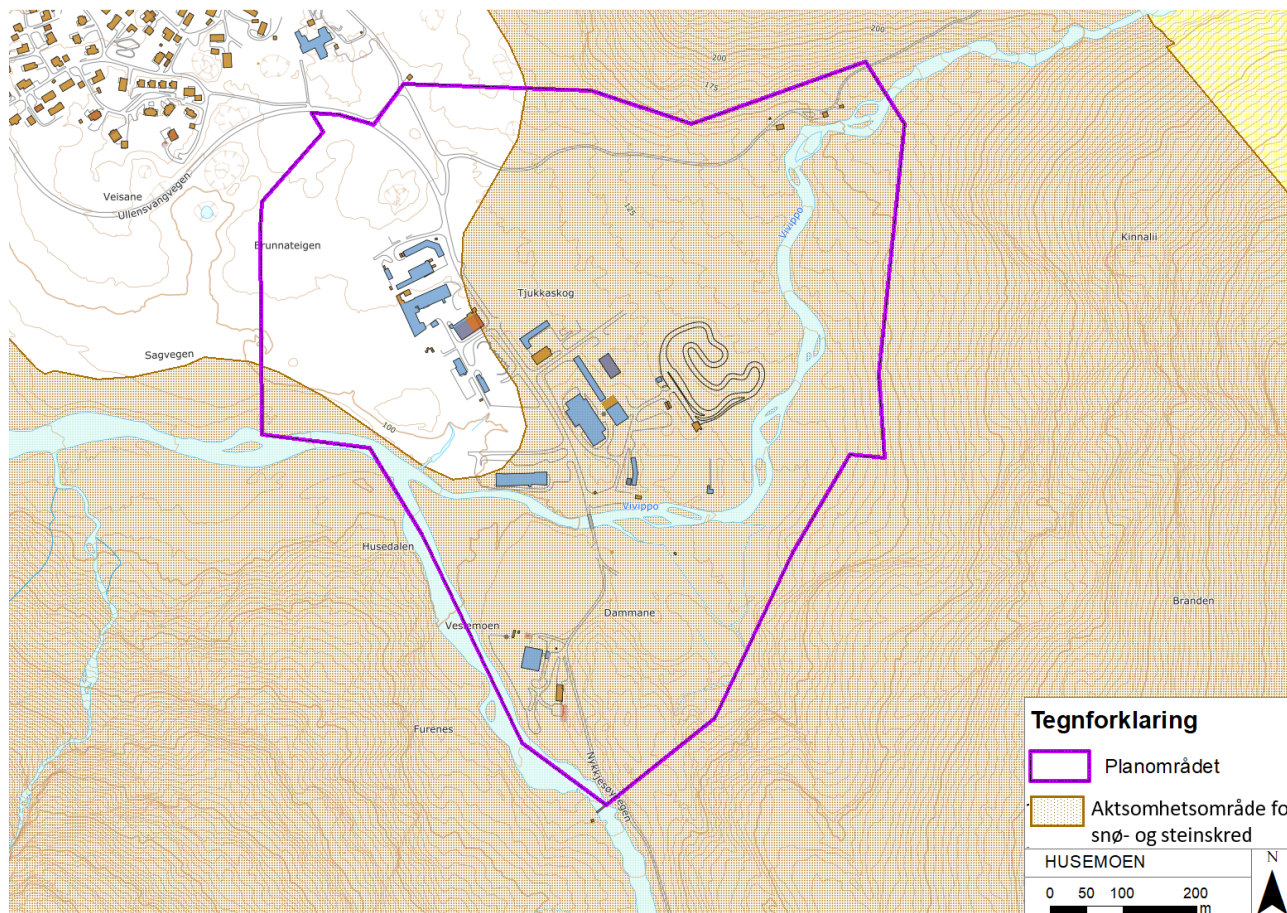 200
200
175
125
Veisane
Ullensvangvegen
Vivippo
Brunnateigen
Kinnalii
Tjukkaskog
Sagvegen
100
Vivippo
Husedalen
Branden
Dammane
Vestemoen
Furenes
Nykkjesøyvegen
Tegnforklaring
Planområdet
Aktsomhetsområde fo
snø- og steinskred
HUSEMOEN
N
0 50 100 200
m